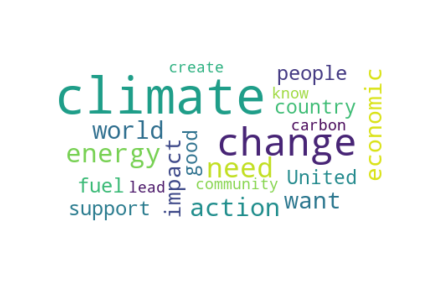 create
people
climate
know
economic
country
world
carbon
change
good
energy
impact
need
fuel
lead
community
United
support
action
want